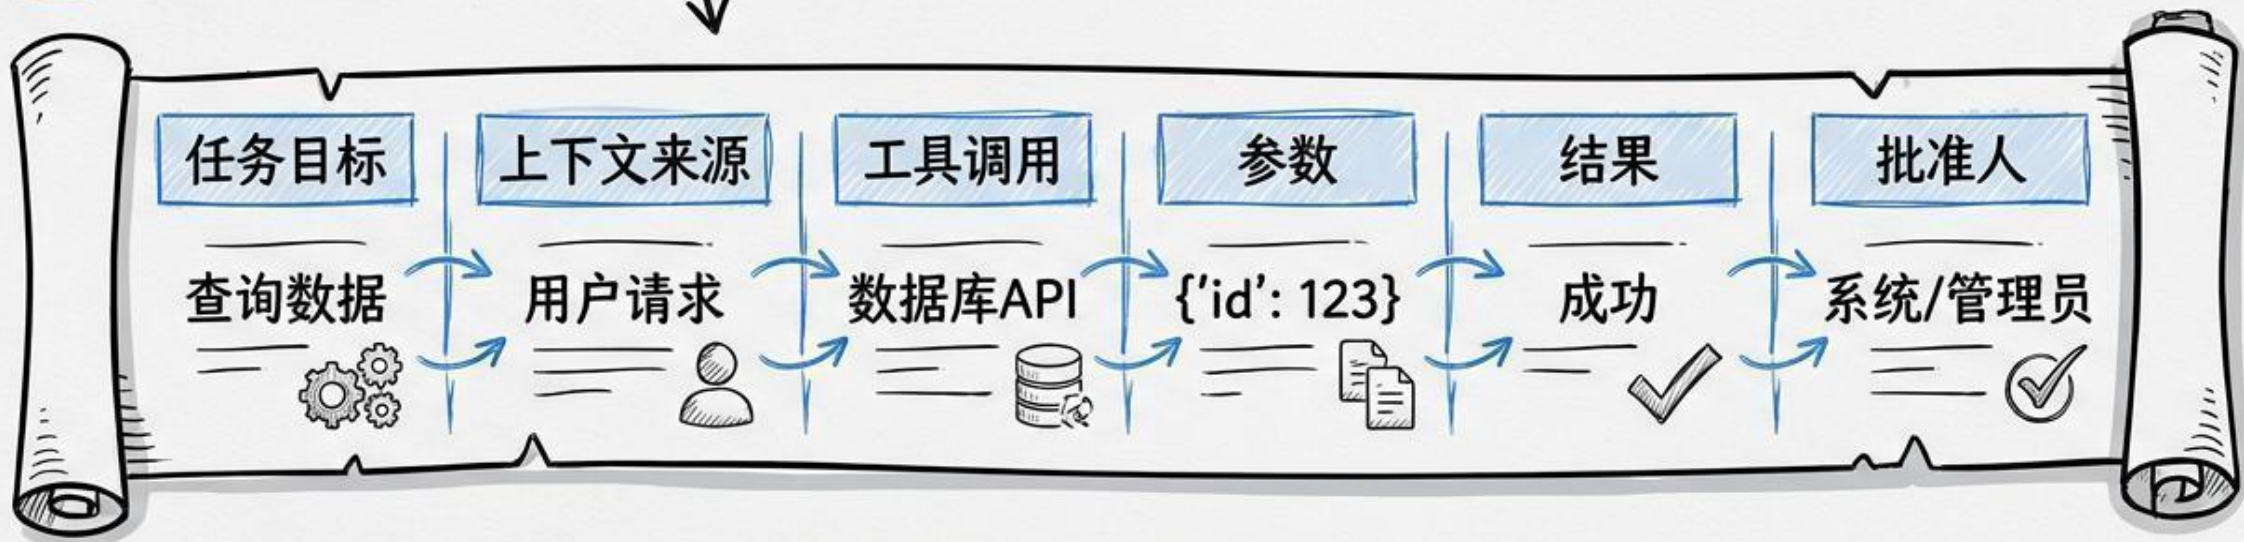 任务目标
上下文来源
工具调用
参数
结果
批准人
查询数据
用户请求
数据库API
{'id': 123}
成功
系统/管理员